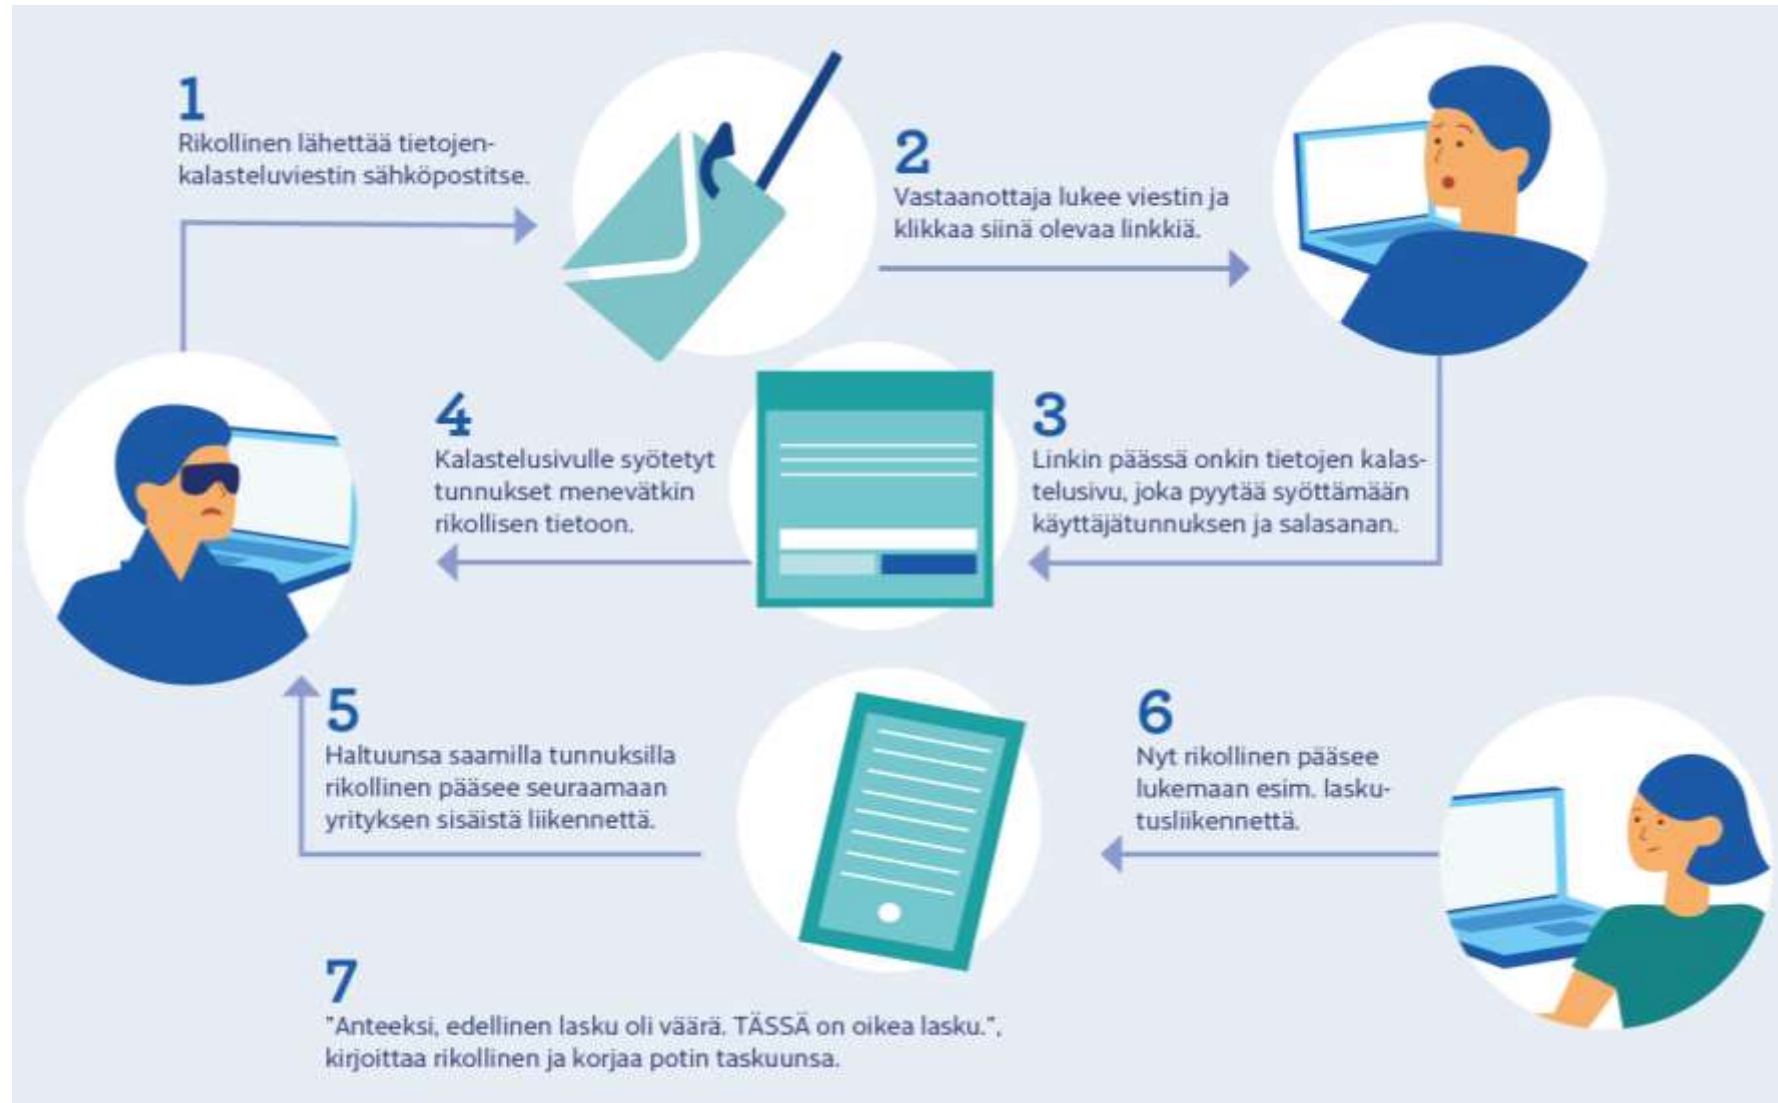 1
Rikollinen lähettää tietojen-
kalasteluviestin sähköpostitse.
2
Vastaanottaja lukee viestin ja
klikkaa siinä olevaa linkkiä.
3
Linkin päässä onkin tietojen kalas-
telusivu, joka pyytää syöttämään
käyttäjätunnuksen ja salasanan.
4
Kalastelusivulle syötetyt
tunnukset menevätkin
rikollisen tietoon.
5
Haltuunsa saamilla tunnuksilla
rikollinen pääsee seuraamaan
yrityksen sisäistä liikennettä.
6
Nyt rikollinen pääsee
lukemaan esim. lasku-
tusliikennettä.
7
"Anteeksi, edellinen lasku oli väärä. TÄSSÄ on oikea lasku.",
kirjoittaa rikollinen ja korjaa potin taskuunsa.